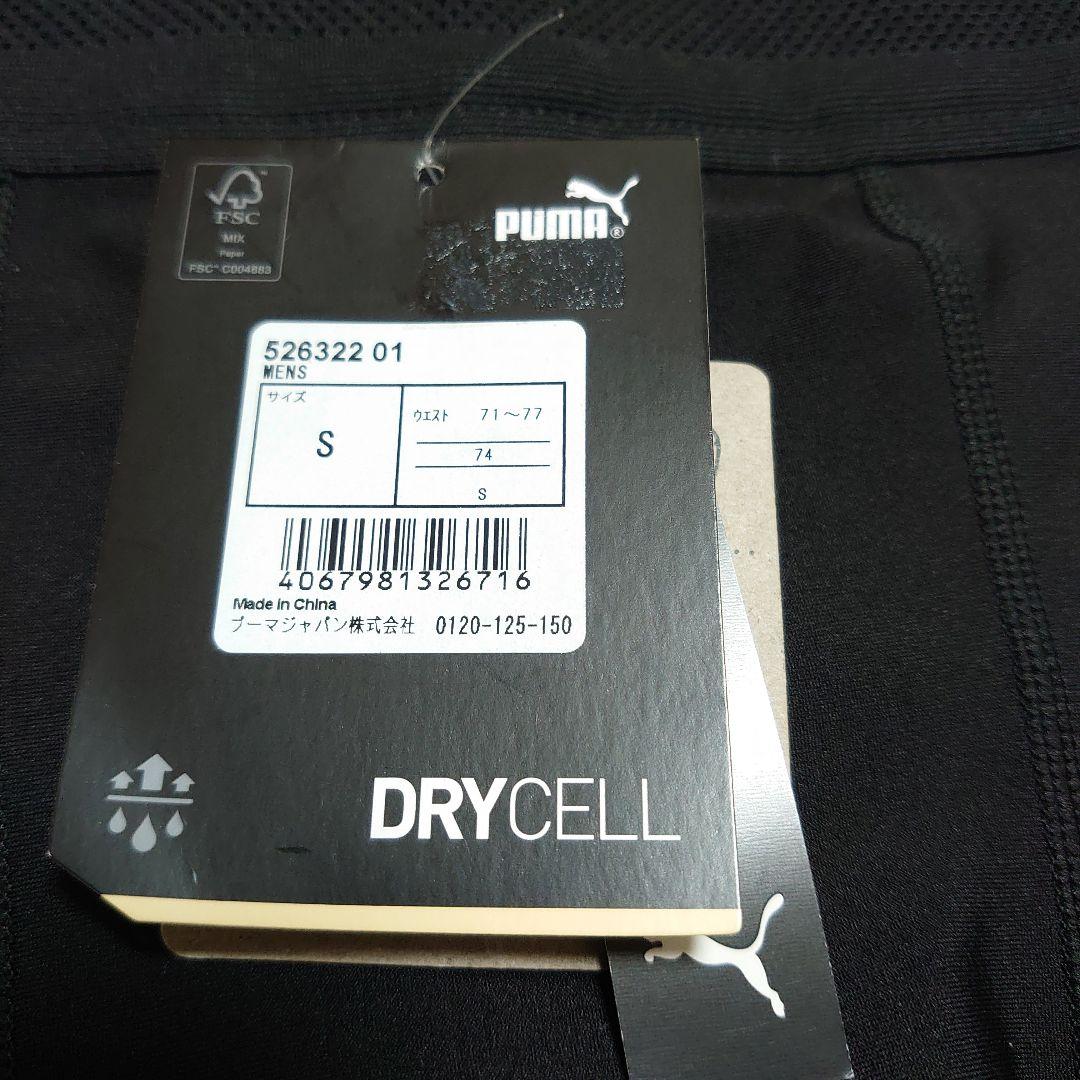 FSC
MIX
Paper
FSC™ C004883
PUMA®
526322 01
MENS
サイズ
S
ウエスト 71～77
74
S
4067981326716
Made in China
プーマジャパン株式会社 0120-125-150
DRYCELL